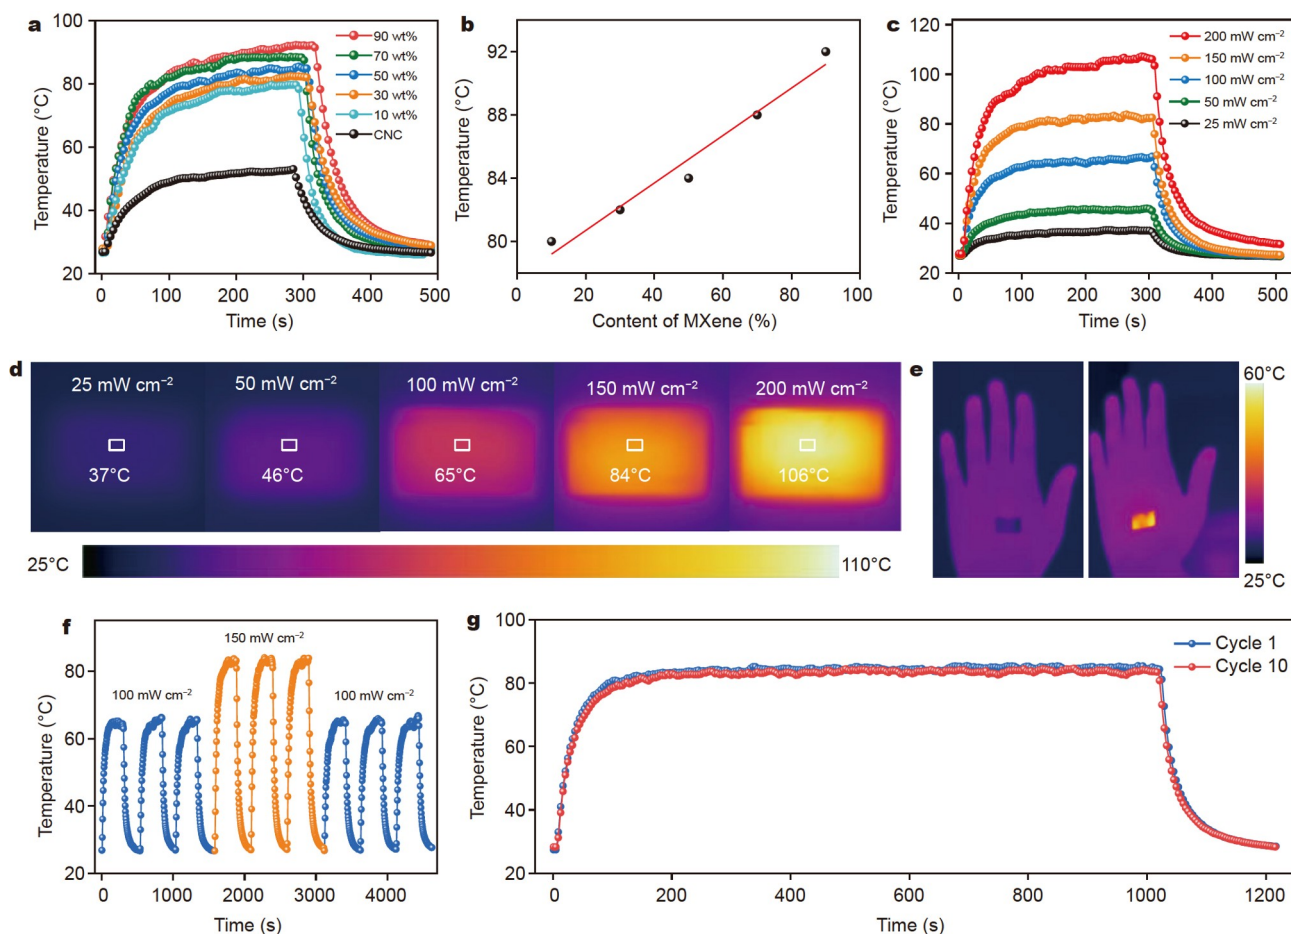 a
100
80
60
40
20
Temperature (°C)
0 100 200 300 400 500
Time (s)
90 wt%
70 wt%
50 wt%
30 wt%
10 wt%
CNC
b
92
88
84
80
Temperature (°C)
0 20 40 60 80 100
Content of MXene (%)
c
120
100
80
60
40
20
Temperature (°C)
0 100 200 300 400 500
Time (s)
200 mW cm⁻²
150 mW cm⁻²
100 mW cm⁻²
50 mW cm⁻²
25 mW cm⁻²
d
25 mW cm⁻² 50 mW cm⁻² 100 mW cm⁻² 150 mW cm⁻² 200 mW cm⁻²
37°C 46°C 65°C 84°C 106°C
25°C 110°C
e
60°C
25°C
f
80
60
40
20
Temperature (°C)
150 mW cm⁻²
100 mW cm⁻² 100 mW cm⁻²
0 1000 2000 3000 4000
Time (s)
g
100
80
60
40
20
Temperature (°C)
Cycle 1
Cycle 10
0 200 400 600 800 1000 1200
Time (s)